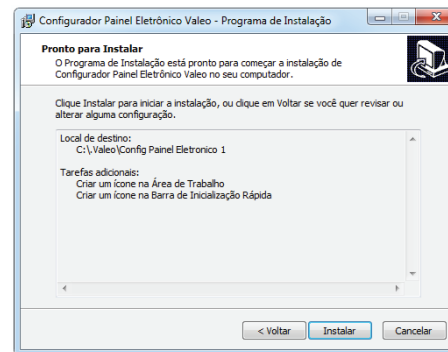 Configurador Painel Eletrônico Valeo - Programa de Instalação
Pronto para Instalar
O Programa de Instalação está pronto para começar a instalação de
Configurador Painel Eletrônico Valeo no seu computador.
Clique Instalar para iniciar a instalação, ou clique em Voltar se você quer revisar ou
alterar alguma configuração.
Local de destino:
C:\.Valeo\Config Painel Eletronico 1
Tarefas adicionais:
Criar um ícone na Área de Trabalho
Criar um ícone na Barra de Inicialização Rápida
< Voltar
Instalar
Cancelar